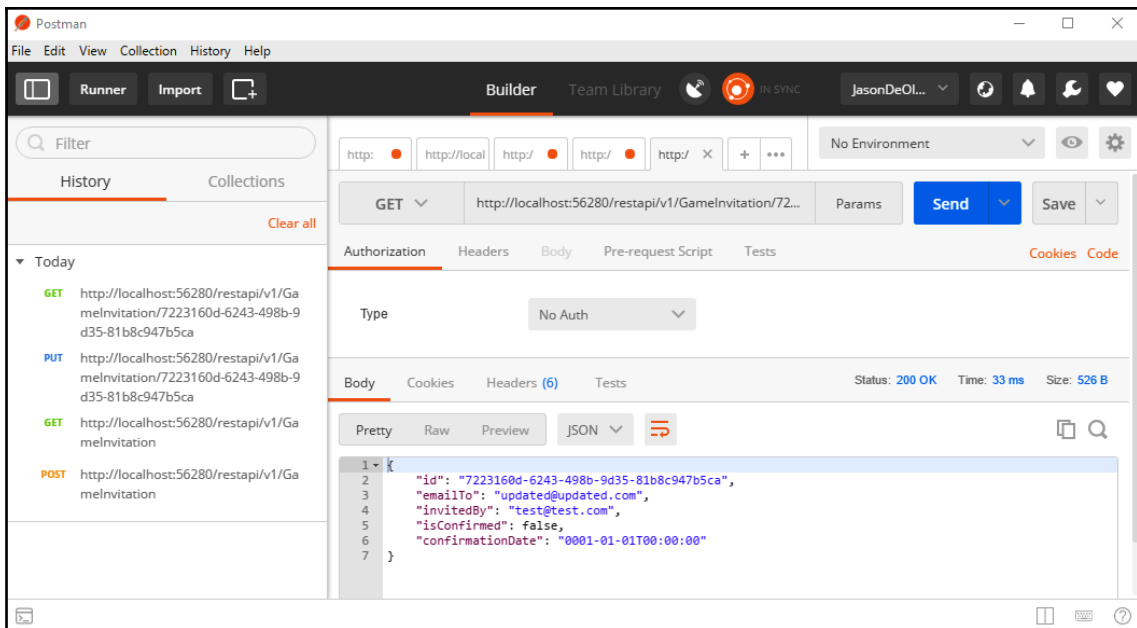 Postman
File Edit View Collection History Help
Runner Import Builder Team Library IN SYNC JasonDeOl...
Filter
History Collections
Clear all
Today
GET http://localhost:56280/restapi/v1/Ga
meInvitation/7223160d-6243-498b-9
d35-81b8c947b5ca
PUT http://localhost:56280/restapi/v1/Ga
meInvitation/7223160d-6243-498b-9
d35-81b8c947b5ca
GET http://localhost:56280/restapi/v1/Ga
meInvitation
POST http://localhost:56280/restapi/v1/Ga
meInvitation
http: http://local http:/ http:/ http:/ No Environment
GET http://localhost:56280/restapi/v1/GameInvitation/72... Params Send Save
Authorization Headers Body Pre-request Script Tests Cookies Code
Type No Auth
Body Cookies Headers (6) Tests Status: 200 OK Time: 33 ms Size: 526 B
Pretty Raw Preview JSON
1 {
2 "id": "7223160d-6243-498b-9d35-81b8c947b5ca",
3 "emailTo": "updated@updated.com",
4 "invitedBy": "test@test.com",
5 "isConfirmed": false,
6 "confirmationDate": "0001-01-01T00:00:00"
7 }